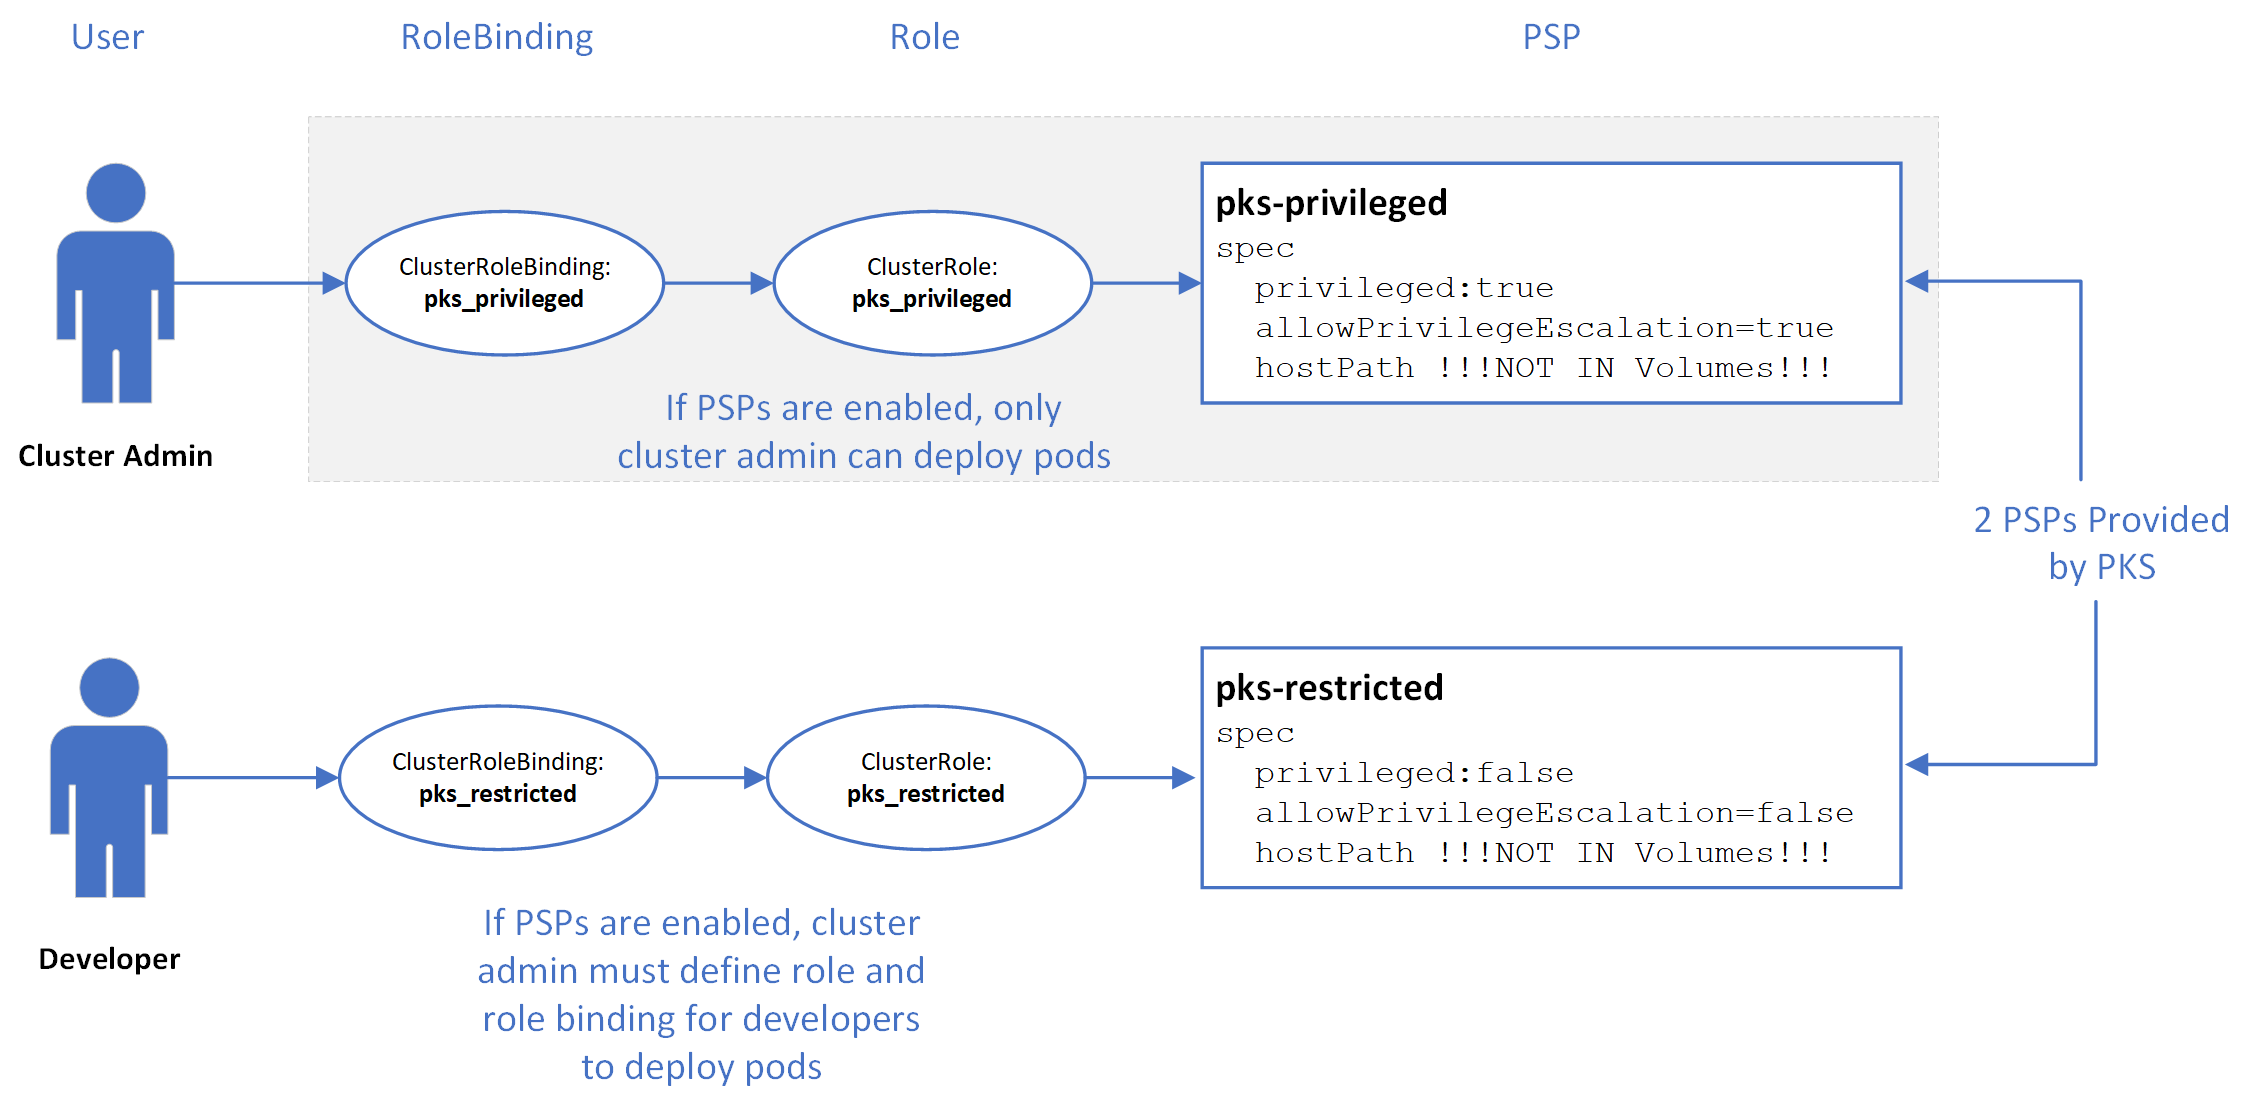 User
RoleBinding
Role
PSP
Cluster Admin
ClusterRoleBinding:
pks_privileged
ClusterRole:
pks_privileged
If PSPs are enabled, only
cluster admin can deploy pods
pks-privileged
spec
privileged:true
allowPrivilegeEscalation=true
hostPath !!!NOT IN Volumes!!!
2 PSPs Provided
by PKS
Developer
ClusterRoleBinding:
pks_restricted
ClusterRole:
pks_restricted
If PSPs are enabled, cluster
admin must define role and
role binding for developers
to deploy pods
pks-restricted
spec
privileged:false
allowPrivilegeEscalation=false
hostPath !!!NOT IN Volumes!!!